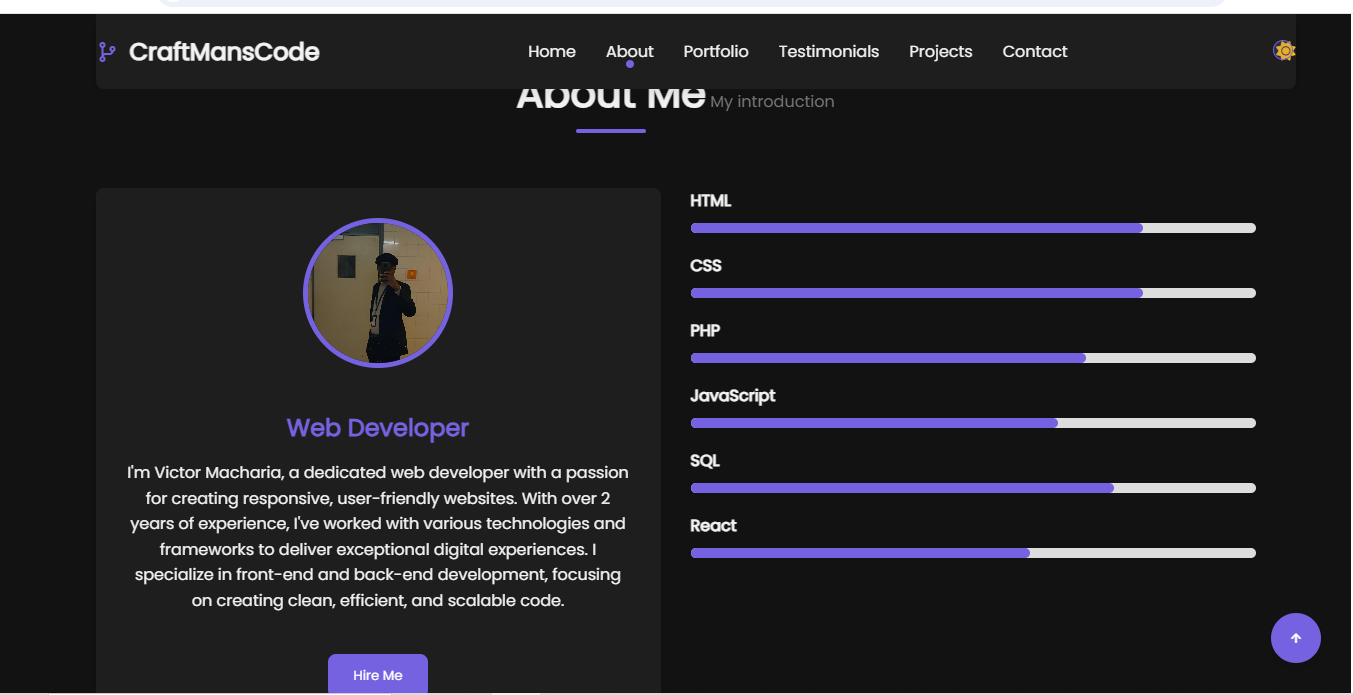 CraftMansCode
Home About Portfolio Testimonials Projects Contact
About Me My introduction
Web Developer
I'm Victor Macharia, a dedicated web developer with a passion
for creating responsive, user-friendly websites. With over 2
years of experience, I've worked with various technologies and
frameworks to deliver exceptional digital experiences. I
specialize in front-end and back-end development, focusing
on creating clean, efficient, and scalable code.
Hire Me
HTML
CSS
PHP
JavaScript
SQL
React